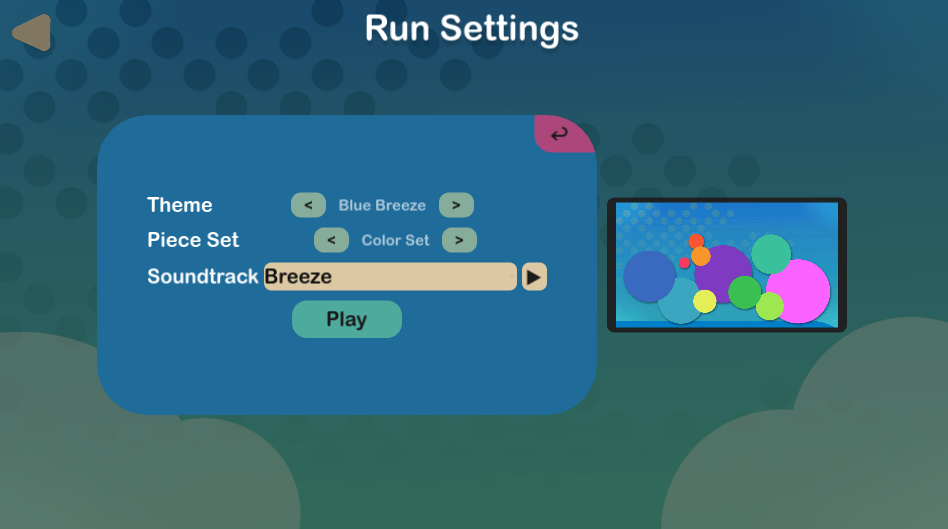 Run Settings
Theme < Blue Breeze >
Piece Set < Color Set >
Soundtrack Breeze
Play